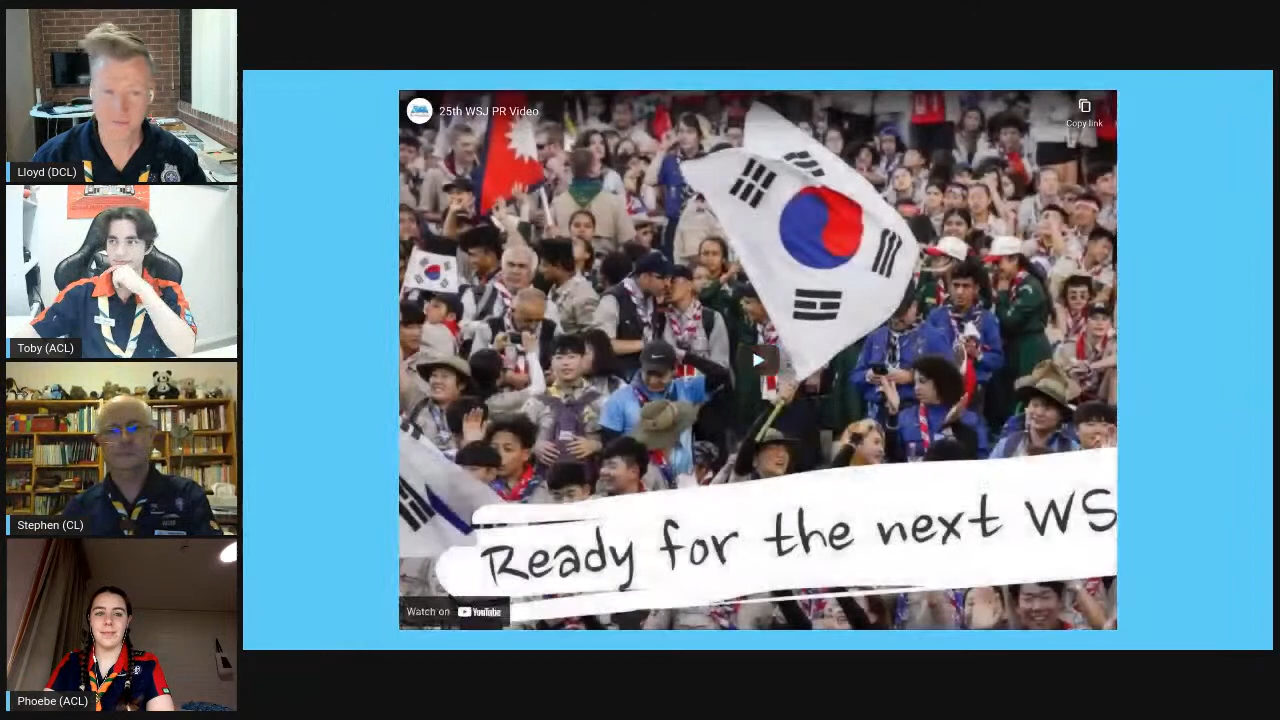 Lloyd (DCL)
Toby (ACL)
Stephen (CL)
Phoebe (ACL)
25th WSJ PR Video
Copy link
Ready for the next WS
Watch on YouTube